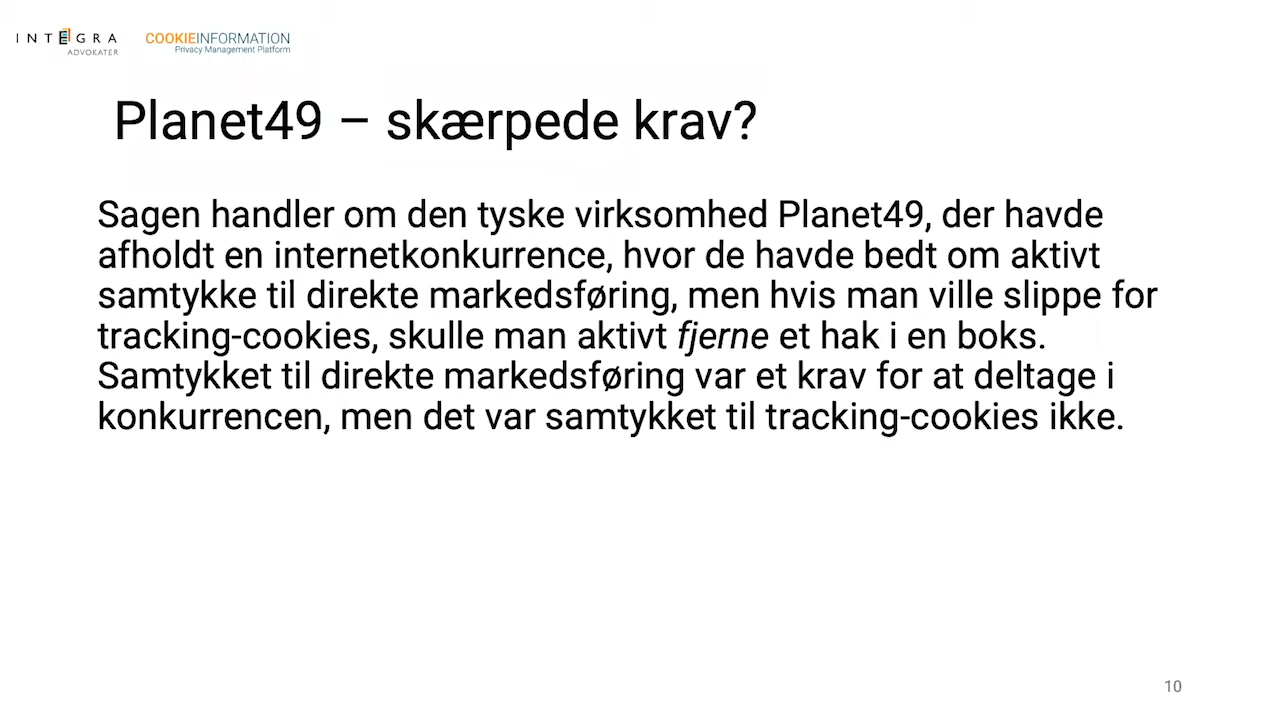 INTEGRA
ADVOKATER
COOKIEINFORMATION
Privacy Management Platform
Planet49 – skærpede krav?
Sagen handler om den tyske virksomhed Planet49, der havde
afholdt en internetkonkurrence, hvor de havde bedt om aktivt
samtykke til direkte markedsføring, men hvis man ville slippe for
tracking-cookies, skulle man aktivt fjerne et hak i en boks.
Samtykket til direkte markedsføring var et krav for at deltage i
konkurrencen, men det var samtykket til tracking-cookies ikke.
10